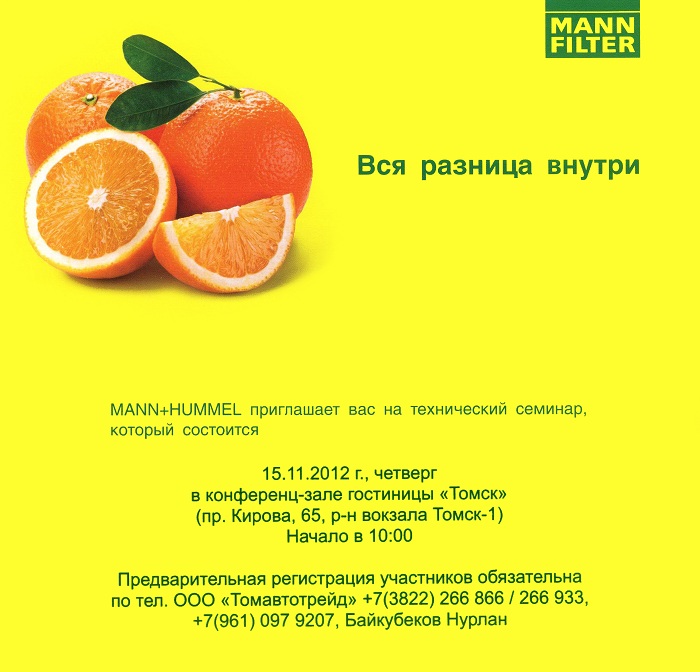 MANN
FILTER
Вся разница внутри
MANN+HUMMEL приглашает вас на технический семинар,
который состоится
15.11.2012 г., четверг
в конференц-зале гостиницы «Томск»
(пр. Кирова, 65, р-н вокзала Томск-1)
Начало в 10:00
Предварительная регистрация участников обязательна
по тел. ООО «Томавтотрейд» +7(3822) 266 866 / 266 933,
+7(961) 097 9207, Байкубеков Нурлан